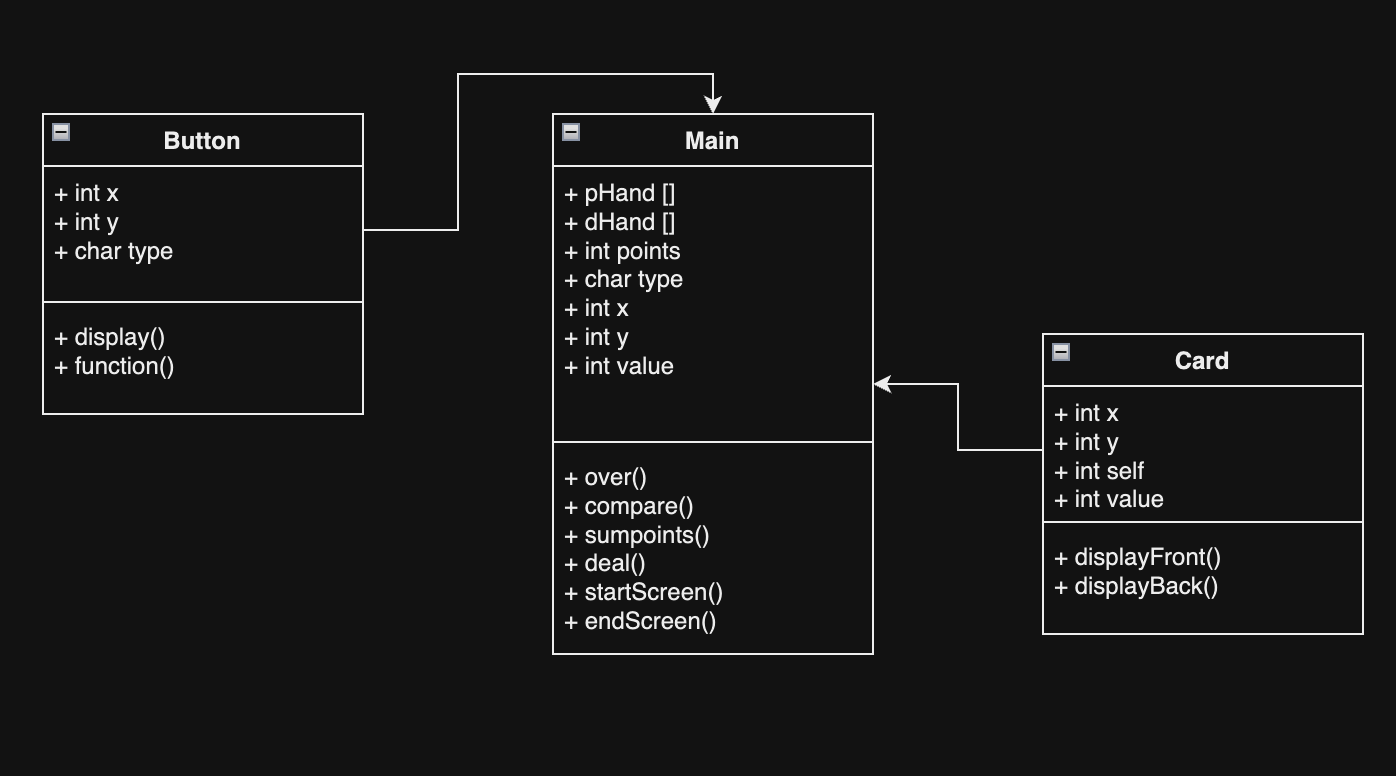 Button
+ int x
+ int y
+ char type
+ display()
+ function()
Main
+ pHand []
+ dHand []
+ int points
+ char type
+ int x
+ int y
+ int value
+ over()
+ compare()
+ sumpoints()
+ deal()
+ startScreen()
+ endScreen()
Card
+ int x
+ int y
+ int self
+ int value
+ displayFront()
+ displayBack()